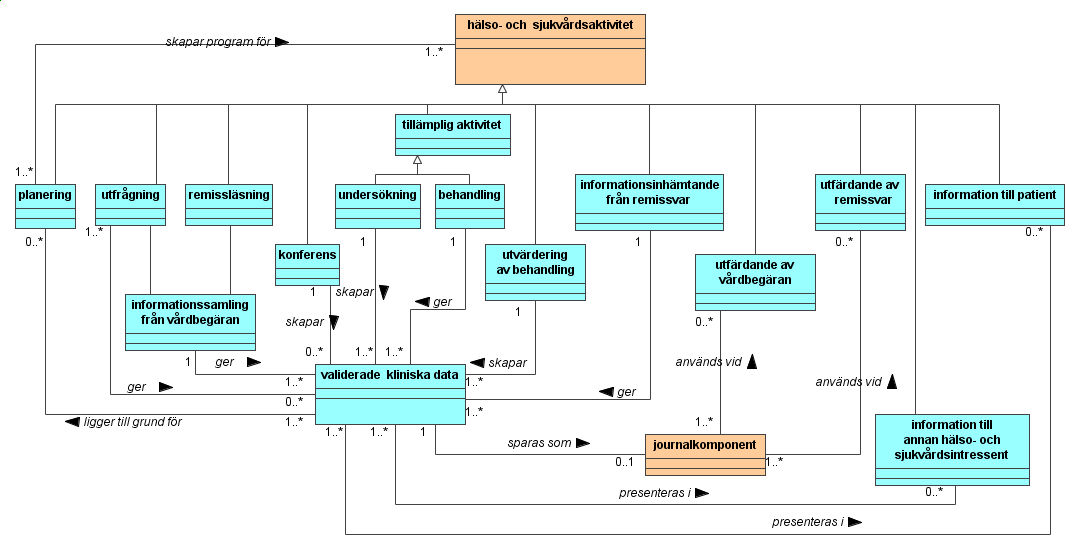 hälso- och sjukvårdsaktivitet
skapar program för
1..*
tillämplig aktivitet
1..*
planering
utfrågning
remissläsning
undersökning
behandling
informationsinhämtande
från remissvar
utfärdande av
remissvar
information till patient
0..*
1..*
1
1
1
0..*
0..*
konferens
utvärdering
av behandling
utfärdande av
vårdbegäran
informationssamling
från vårdbegäran
1
skapar
ger
1
skapar
0..*
0..*
1..*
1..*
1
ger
skapar
användas vid
validerade kliniska data
1..*
1..*
ger
0..*
ger
används vid
1..*
ligger till grund för
1..*
1..*
1..*
1
1..*
information till
annan hälso- och
sjukvårdsintressent
sparas som
0..1
journalkomponent
1..*
presenteras i
0..*
presenteras i